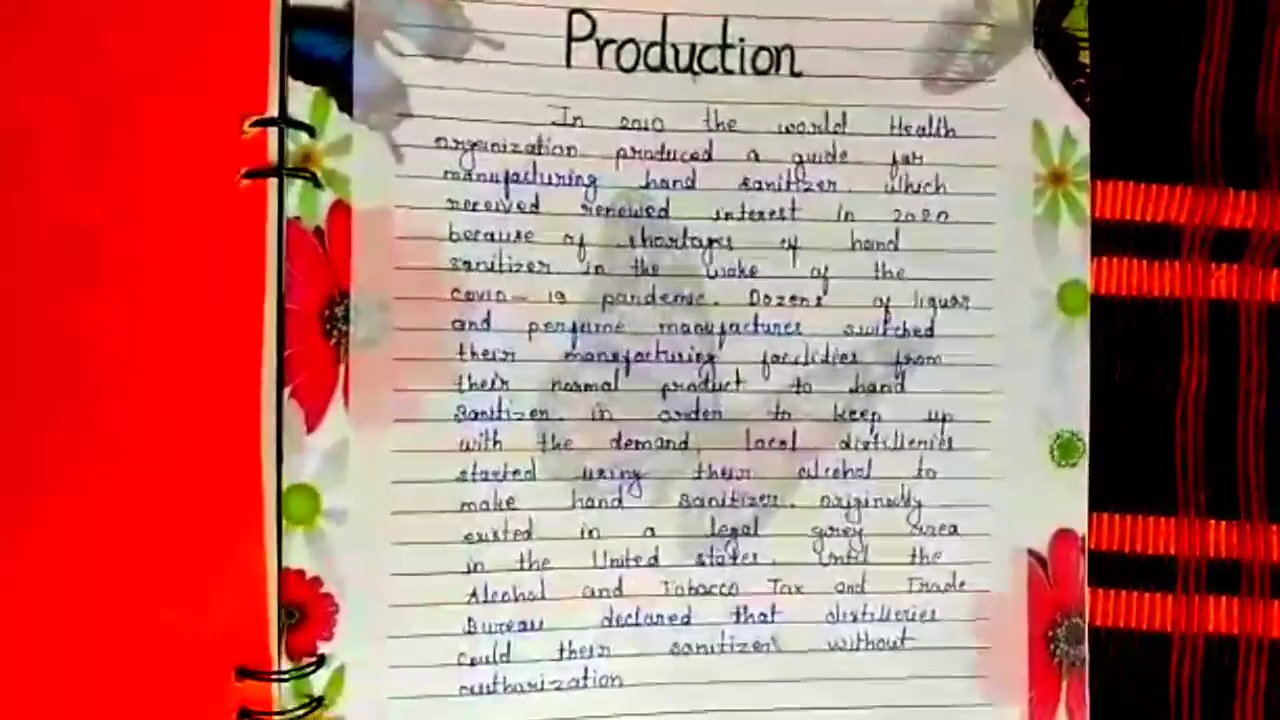 Production
In 2010 the world Health
organization produced a guide for
manufacturing hand sanitizer. which
received renewed interest in 2020
because of shortages of hand
sanitizer in the wake of the
covid-19 pandemic. Dozens of liquor
and perfume manufactures switched
their manufacturing facilities from
their normal product to hand
sanitizer. in order to keep up
with the demand, local distilleries
started using their alcohol to
make hand sanitizer. originally
existed in a legal grey area
in the United states. Until the
Alcohol and Tobacco Tax and Trade
Bureau declared that distilleries
could their sanitizers without
authorization